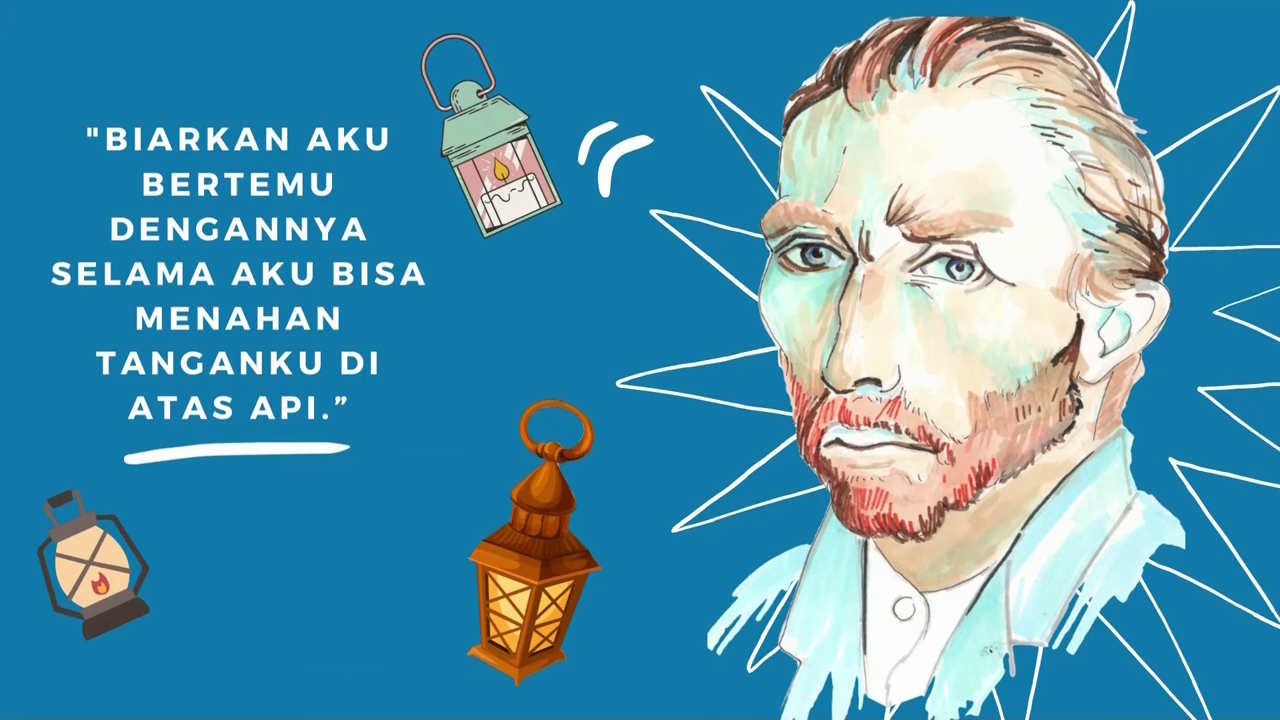 "BIARKAN AKU
BERTEMU
DENGANNYA
SELAMA AKU BISA
MENAHAN
TANGANKU DI
ATAS API.”